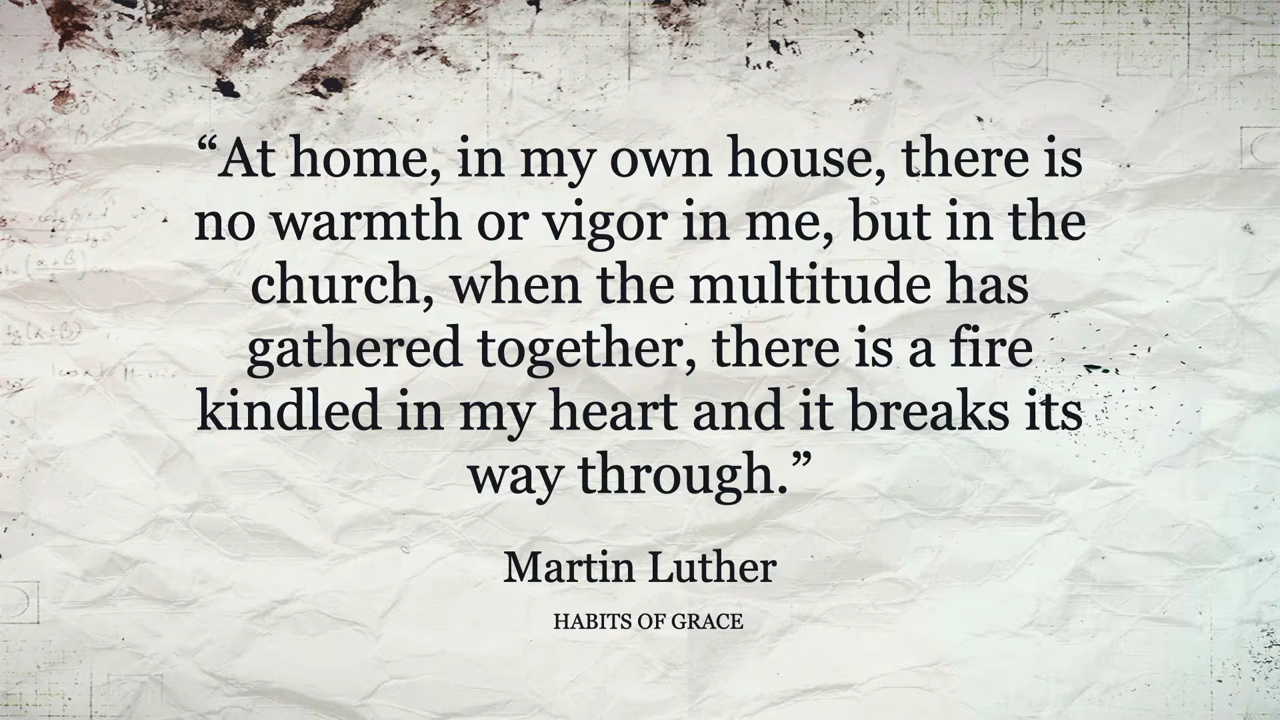 “At home, in my own house, there is
no warmth or vigor in me, but in the
church, when the multitude has
gathered together, there is a fire
kindled in my heart and it breaks its
way through.”
Martin Luther
HABITS OF GRACE